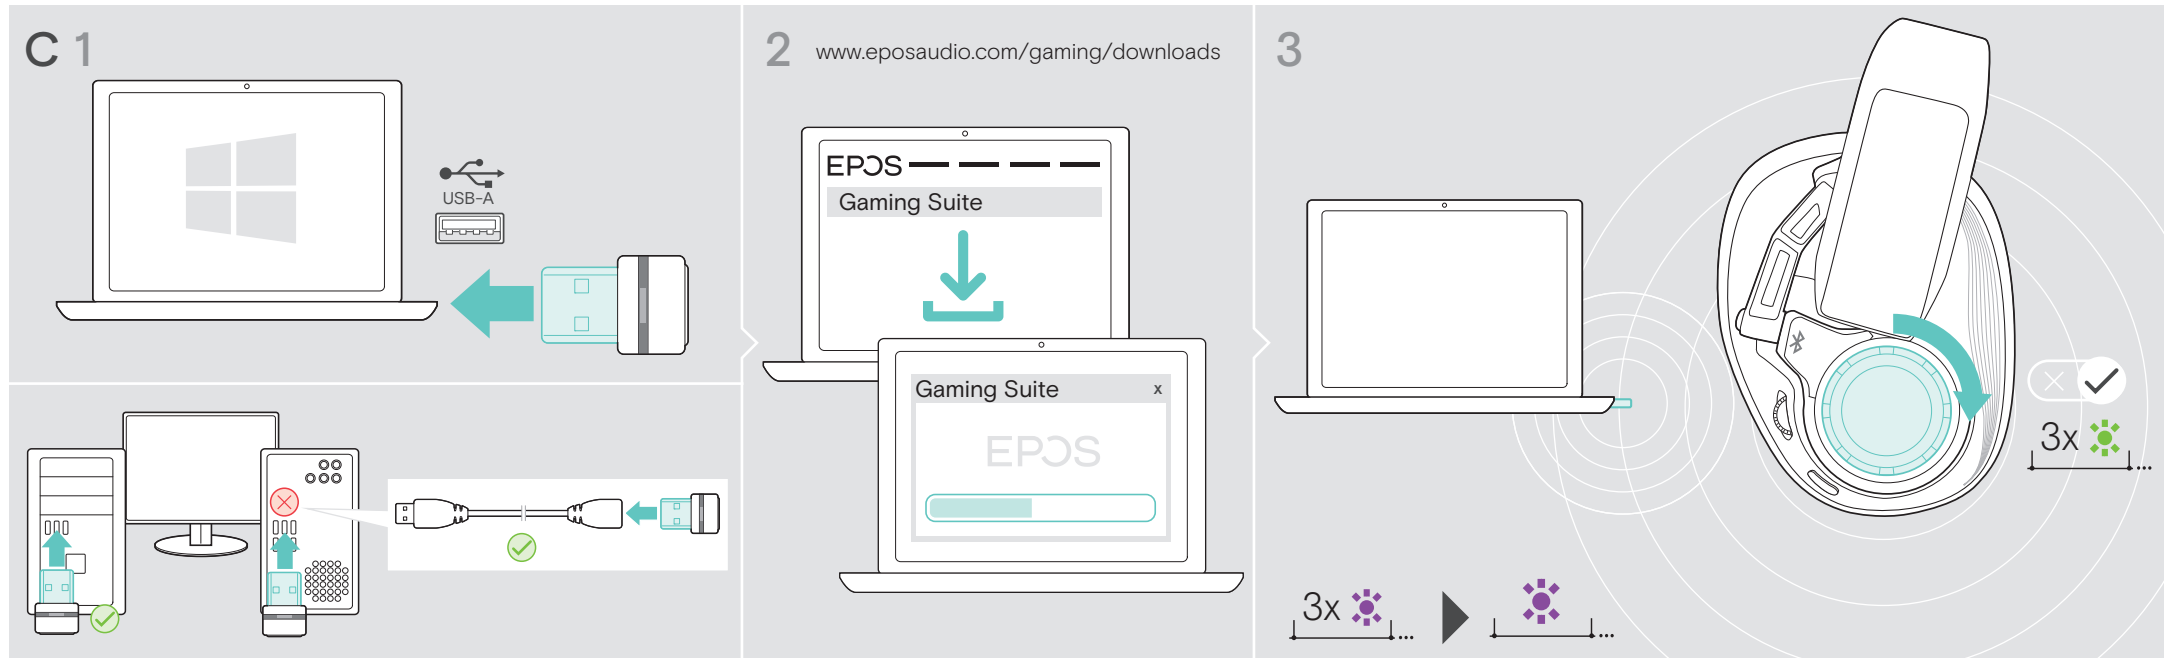 C 1
USB-A
2 www.eposaudio.com/gaming/downloads
EPOS
Gaming Suite
Gaming Suite x
EPOS
3
3x
3x